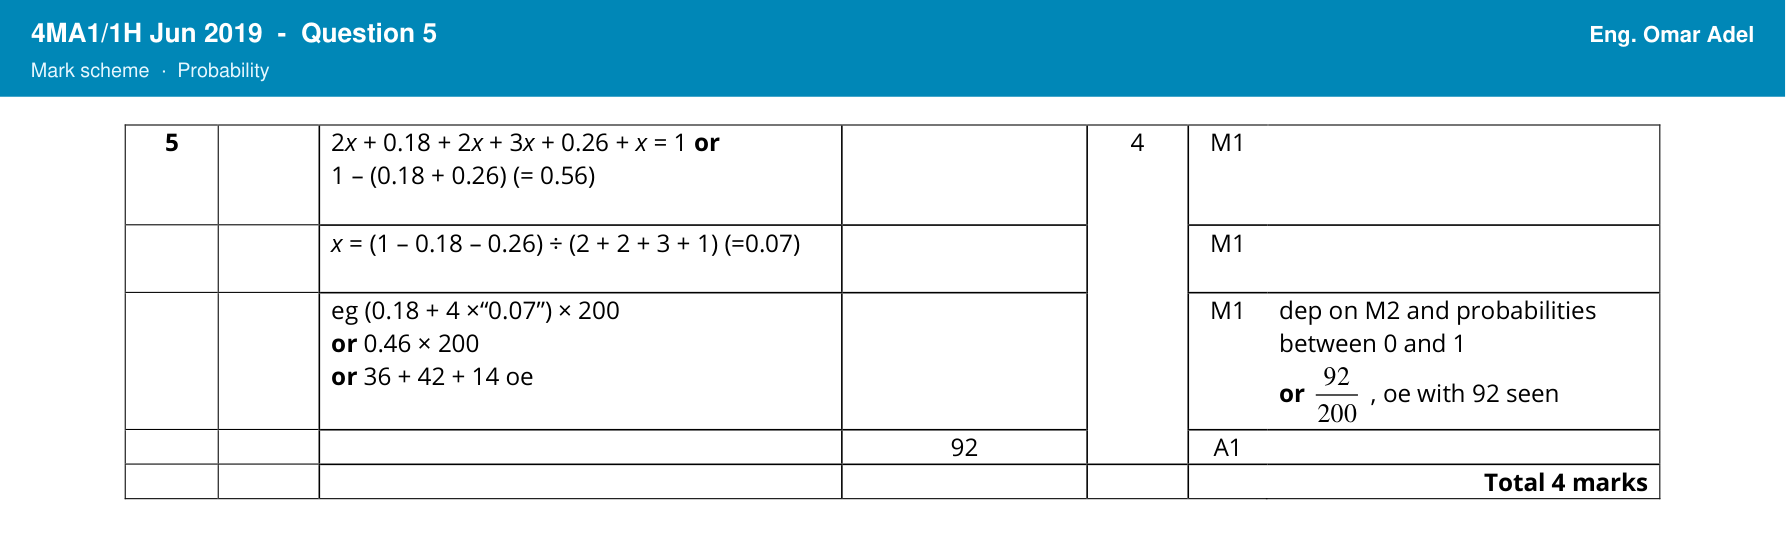 4MA1/1H Jun 2019 - Question 5
Eng. Omar Adel
Mark scheme · Probability
5
2x + 0.18 + 2x + 3x + 0.26 + x = 1 or
1 – (0.18 + 0.26) (= 0.56)
4
M1
x = (1 – 0.18 – 0.26) ÷ (2 + 2 + 3 + 1) (=0.07)
M1
eg (0.18 + 4 ×“0.07”) × 200
or 0.46 × 200
or 36 + 42 + 14 oe
M1
dep on M2 and probabilities
between 0 and 1
or 92/200 , oe with 92 seen
92
A1
Total 4 marks